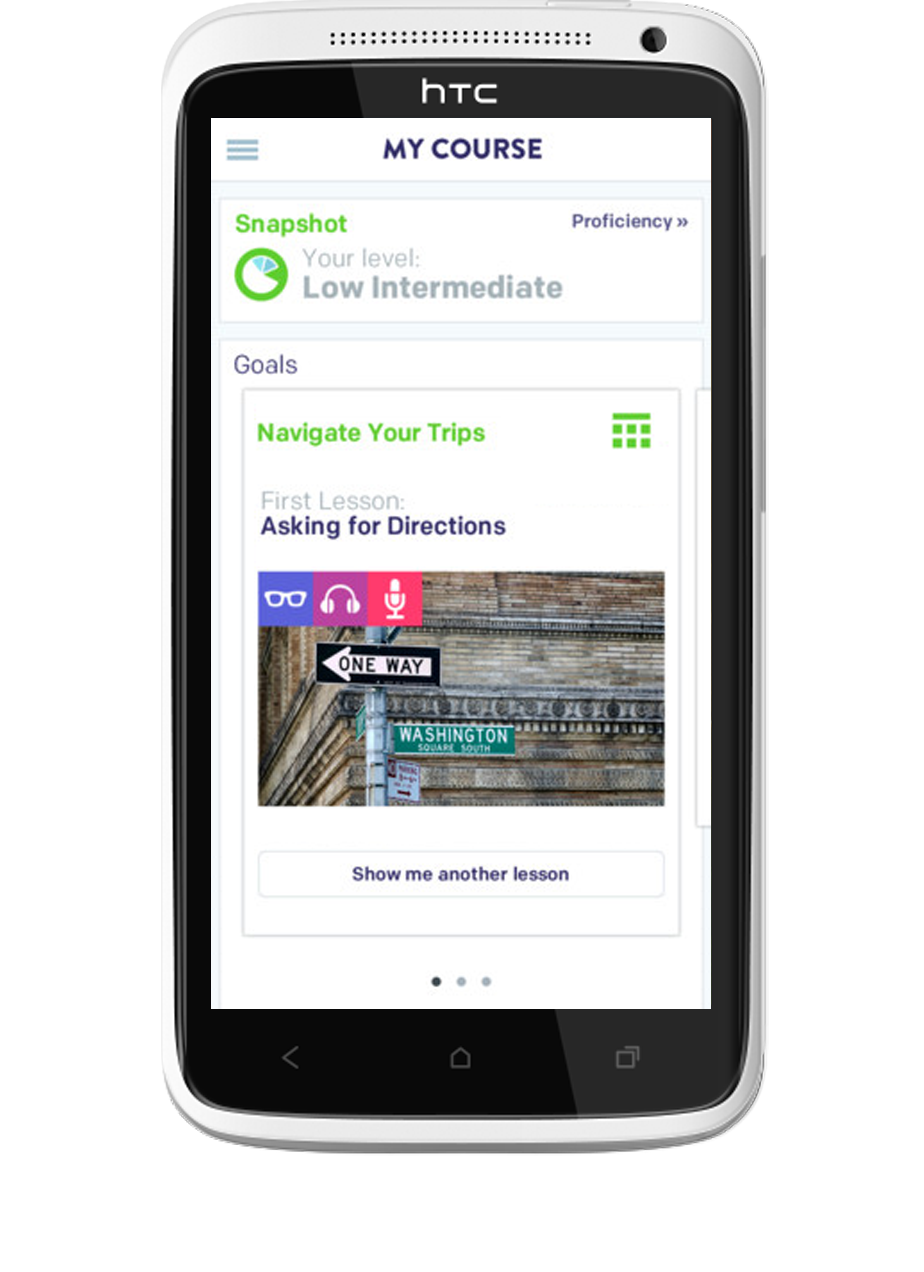 hTC
MY COURSE
Snapshot
Proficiency »
Your level:
Low Intermediate
Goals
Navigate Your Trips
First Lesson:
Asking for Directions
ONE WAY
WASHINGTON
SQUARE SOUTH
Show me another lesson